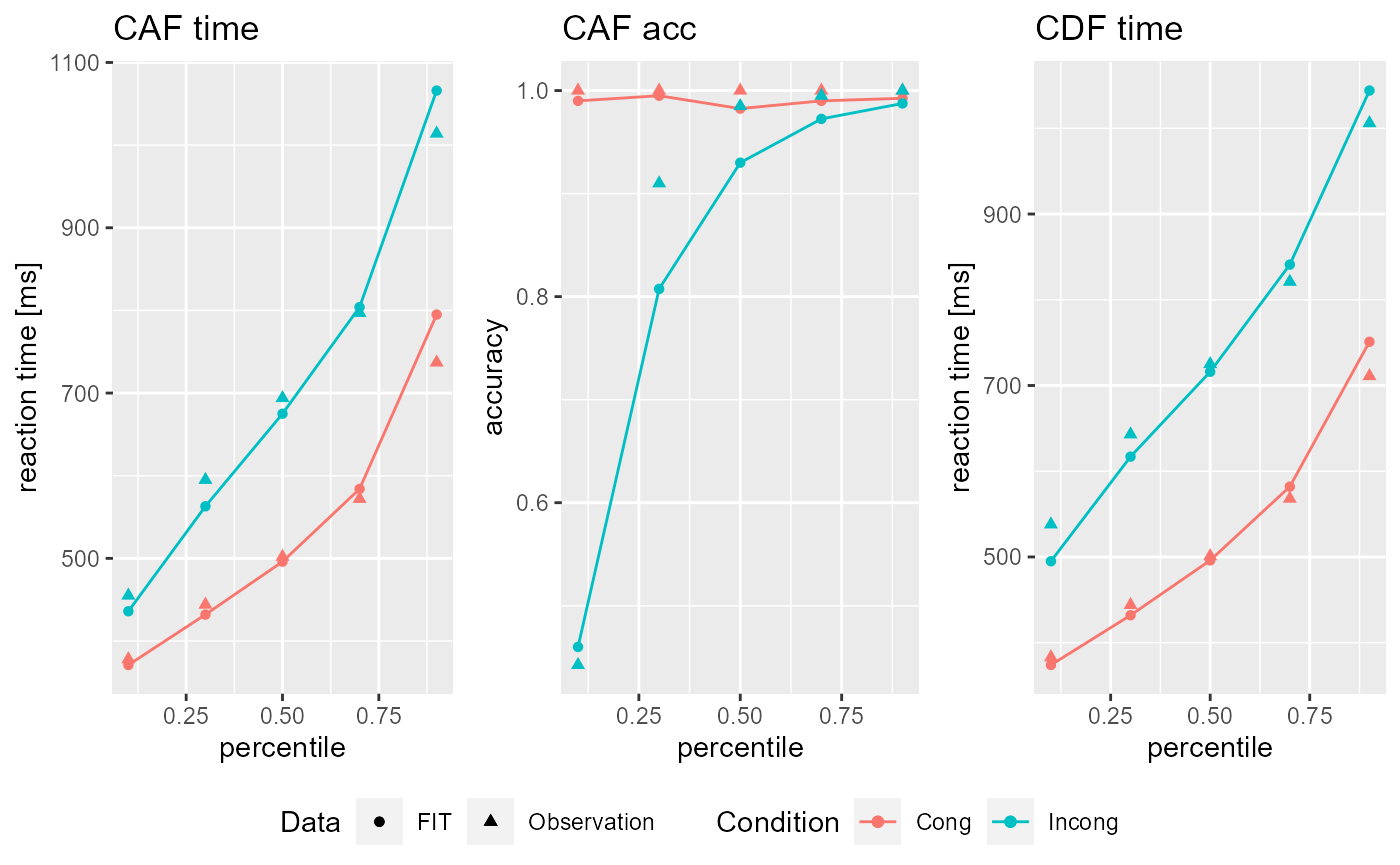 CAF time
CAF acc
CDF time
1100
900
700
500
reaction time [ms]
0.25 0.50 0.75
percentile
1.0
0.8
0.6
accuracy
0.25 0.50 0.75
percentile
900
700
500
reaction time [ms]
0.25 0.50 0.75
percentile
Data FIT Observation Condition Cong Incong